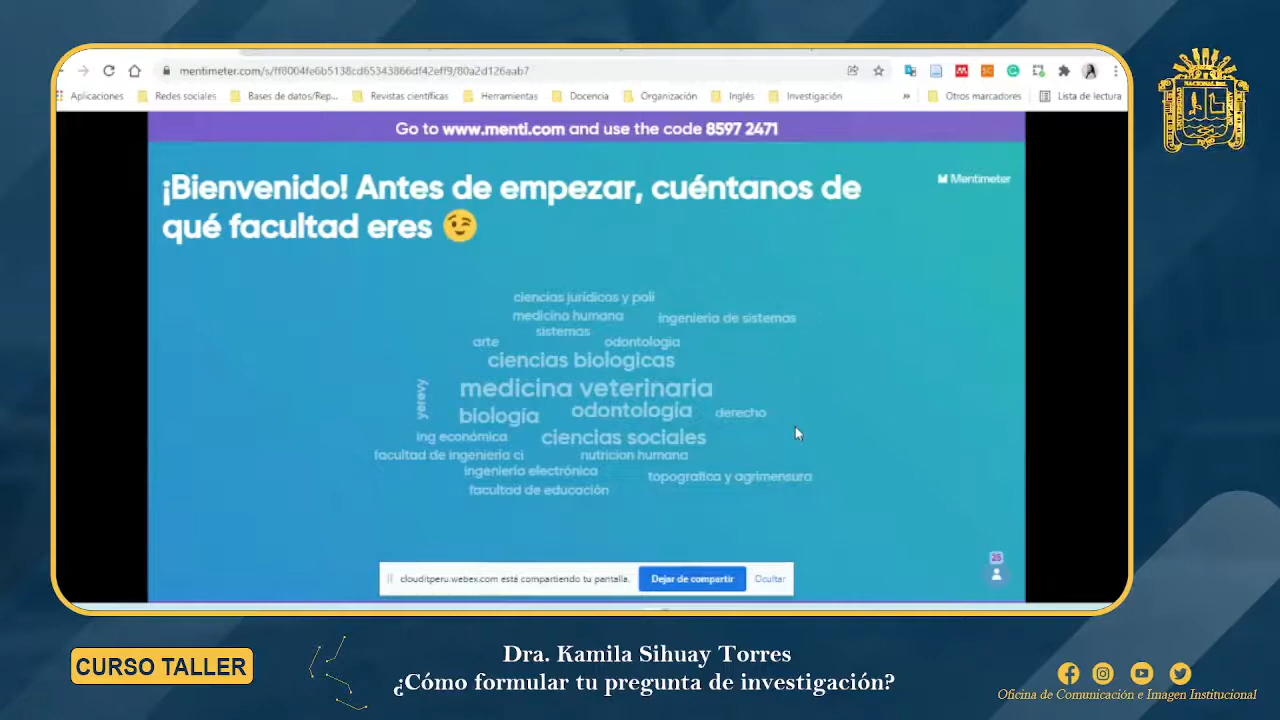 mentimeter.com/s/ff8004fe6b5138cd65343866df42eff9/80a2d126aab7
Aplicaciones Redes sociales Bases de datos/Rep... Revistas científicas Herramientas Docencia Organización Inglés Investigación » Otros marcadores Lista de lectura
Go to www.menti.com and use the code 8597 2471
¡Bienvenido! Antes de empezar, cuéntanos de
qué facultad eres 😉
Mentimeter
ciencias jurídicas y poli
medicina humana
ingenieria de sistemas
sistemas
arte
odontologia
ciencias biologicas
medicina veterinaria
yerevy
biología
odontología
derecho
ing económica
ciencias sociales
facultad de ingeniería ci
nutricion humana
ingeniería electrónica
topografica y agrimensura
facultad de educación
25
clouditperu.webex.com está compartiendo tu pantalla.
Dejar de compartir
Ocultar
CURSO TALLER
Dra. Kamila Sihuay Torres
¿Cómo formular tu pregunta de investigación?
Oficina de Comunicación e Imagen Institucional